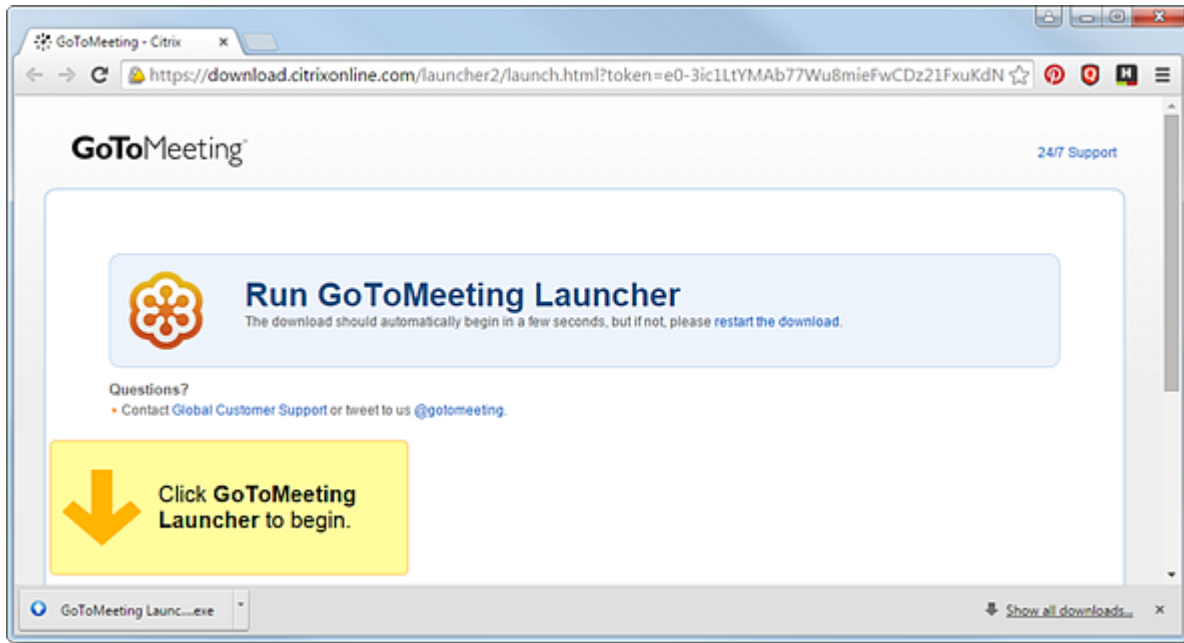 GoToMeeting - Citrix
https://download.citrixonline.com/launcher2/launch.html?token=e0-3ic1LtYMAb77Wu8mieFwCDz21FxuKdN
GoToMeeting
24/7 Support
Run GoToMeeting Launcher
The download should automatically begin in a few seconds, but if not, please restart the download.
Questions?
• Contact Global Customer Support or tweet to us @gotomeeting.
Click GoToMeeting
Launcher to begin.
GoToMeeting Launc....exe
Show all downloads...